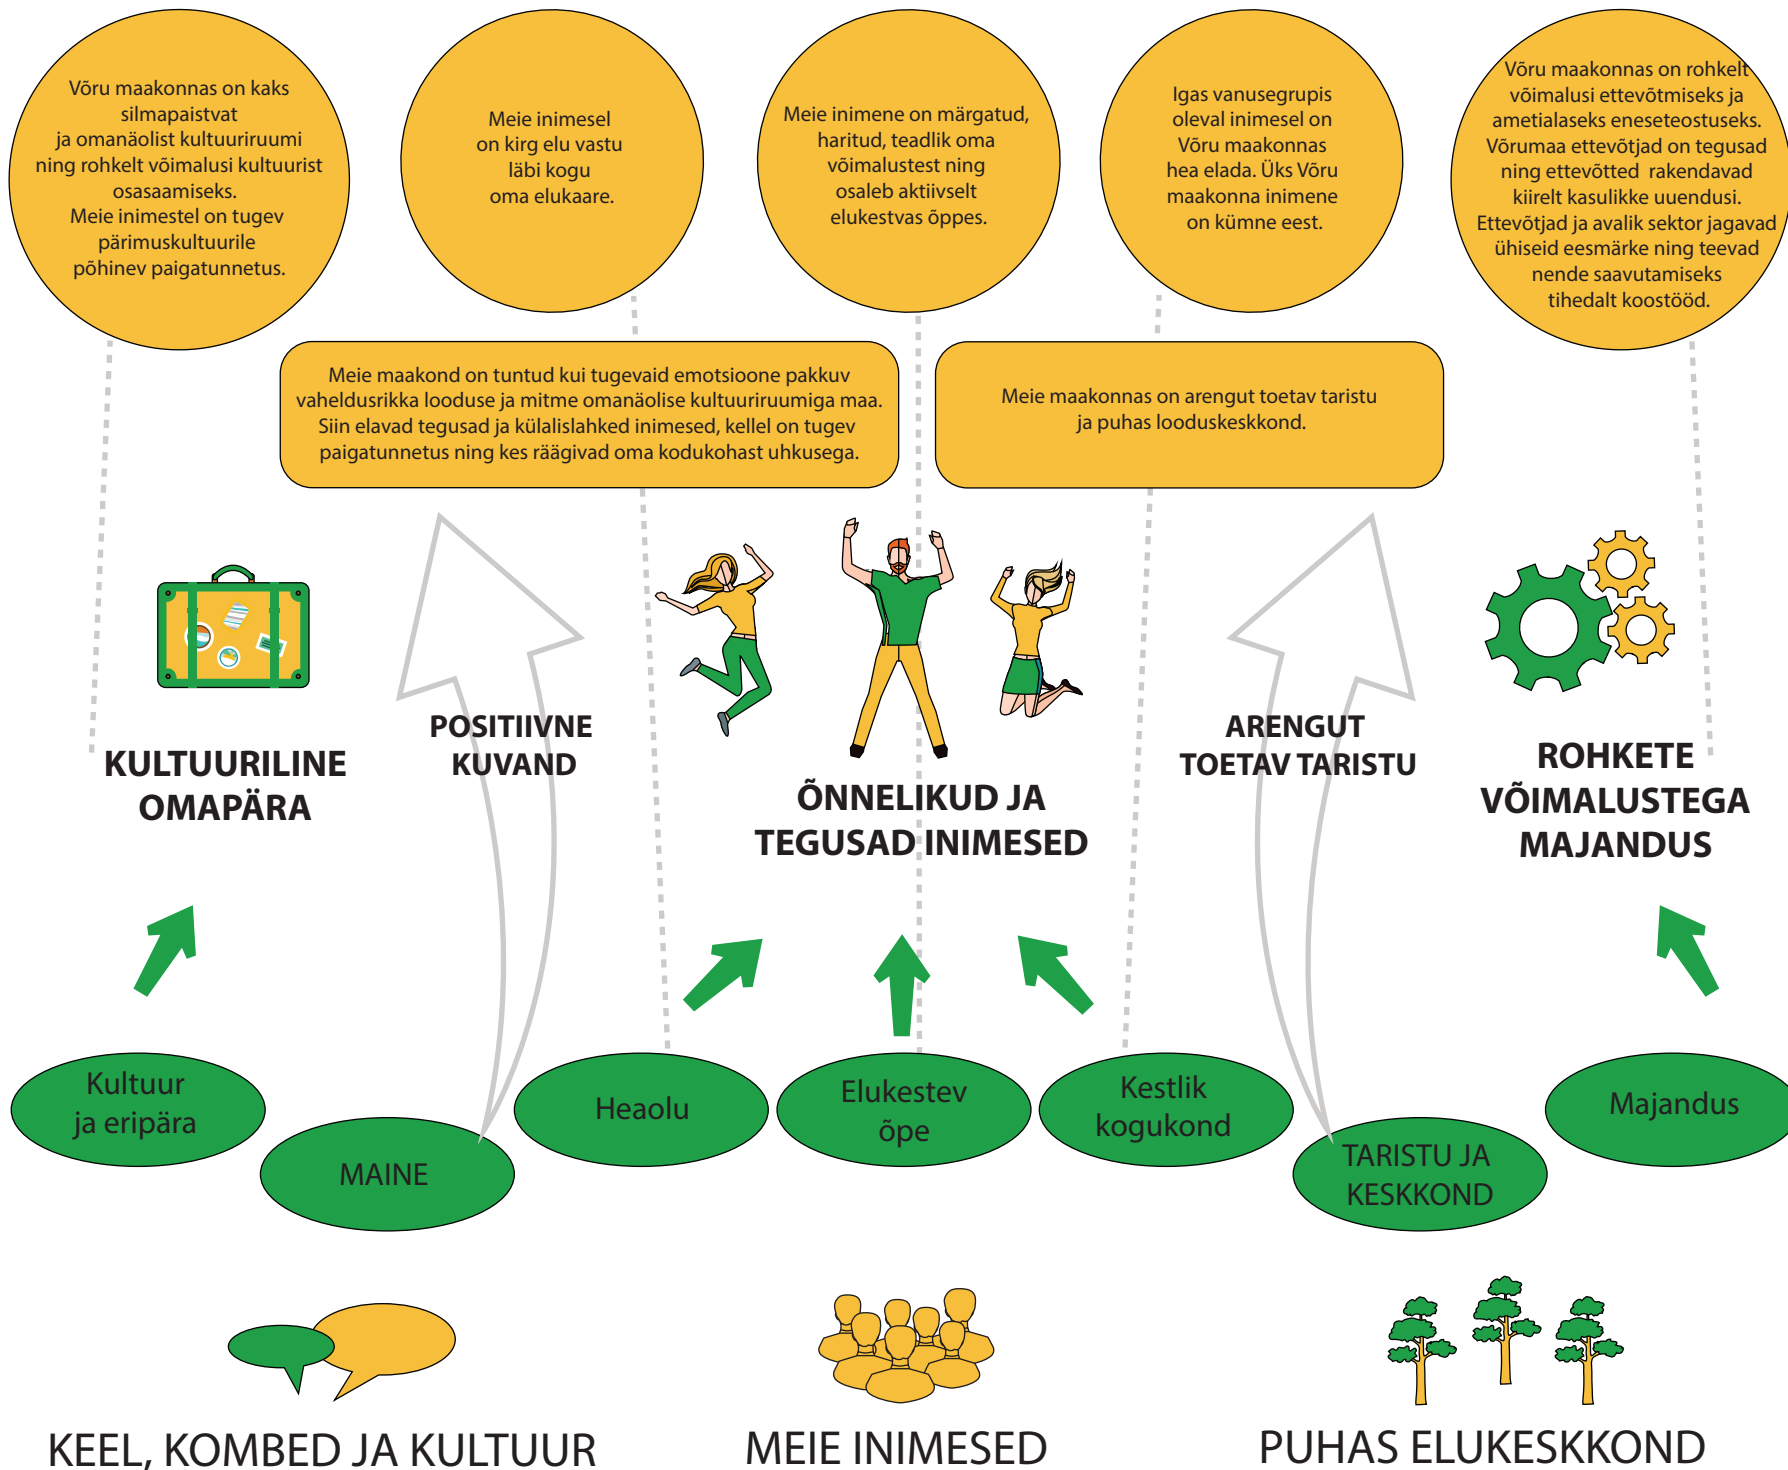 Võru maakonnas on kaks
silmapaistvat
ja omanäolist kultuuriruumi
ning rohkelt võimalusi kultuurist
osasaamiseks.
Meie inimestel on tugev
pärimuskultuurile
põhinev paigatunnetus.
Meie inimesel
on kirg elu vastu
läbi kogu
oma elukaare.
Meie inimene on märgatud,
haritud, teadlik oma
võimalustest ning
osaleb aktiivselt
elukestvas õppes.
Igas vanusegrupis
oleval inimesel on
Võru maakonnas
hea elada. Üks Võru
maakonna inimene
on kümne eest.
Võru maakonnas on rohkelt
võimalusi ettevõtmiseks ja
ametialaseks eneseteostuseks.
Võrumaa ettevõtjad on tegusad
ning ettevõtted rakendavad
kiirelt kasulikke uuendusi.
Ettevõtjad ja avalik sektor jagavad
ühiseid eesmärke ning teevad
nende saavutamiseks
tihedalt koostööd.
Meie maakond on tuntud kui tugevaid emotsioone pakkuv
vaheldusrikka looduse ja mitme omanäolise kultuuriruumiga maa.
Siin elavad tegusad ja külalislahked inimesed, kellel on tugev
paigatunnetus ning kes räägivad oma kodukohast uhkusega.
Meie maakonnas on arengut toetav taristu
ja puhas looduskeskkond.
KULTUURILINE
OMAPÄRA
POSITIIVNE
KUVAND
ÕNNELIKUD JA
TEGUSAD INIMESED
ARENGUT
TOETAV TARISTU
ROHKETE
VÕIMALUSTEGA
MAJANDUS
Kultuur
ja eripära
MAINE
Heaolu
Elukestev
õpe
Kestlik
kogukond
TARISTU JA
KESKKOND
Majandus
KEEL, KOMBED JA KULTUUR
MEIE INIMESED
PUHAS ELUKESKKOND